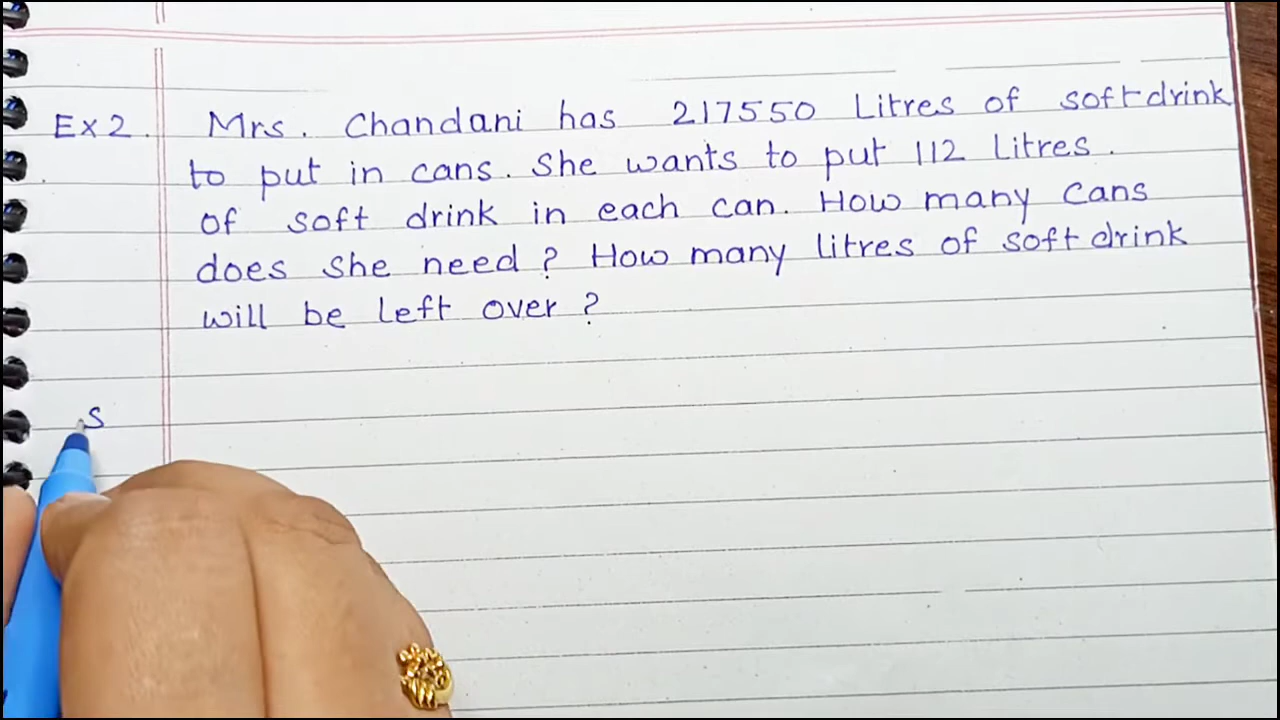 Ex 2. Mrs. Chandani has 217550 Litres of softdrink
to put in cans. She wants to put 112 Litres.
of soft drink in each can. How many cans
does she need? How many litres of soft drink
will be left over?
S